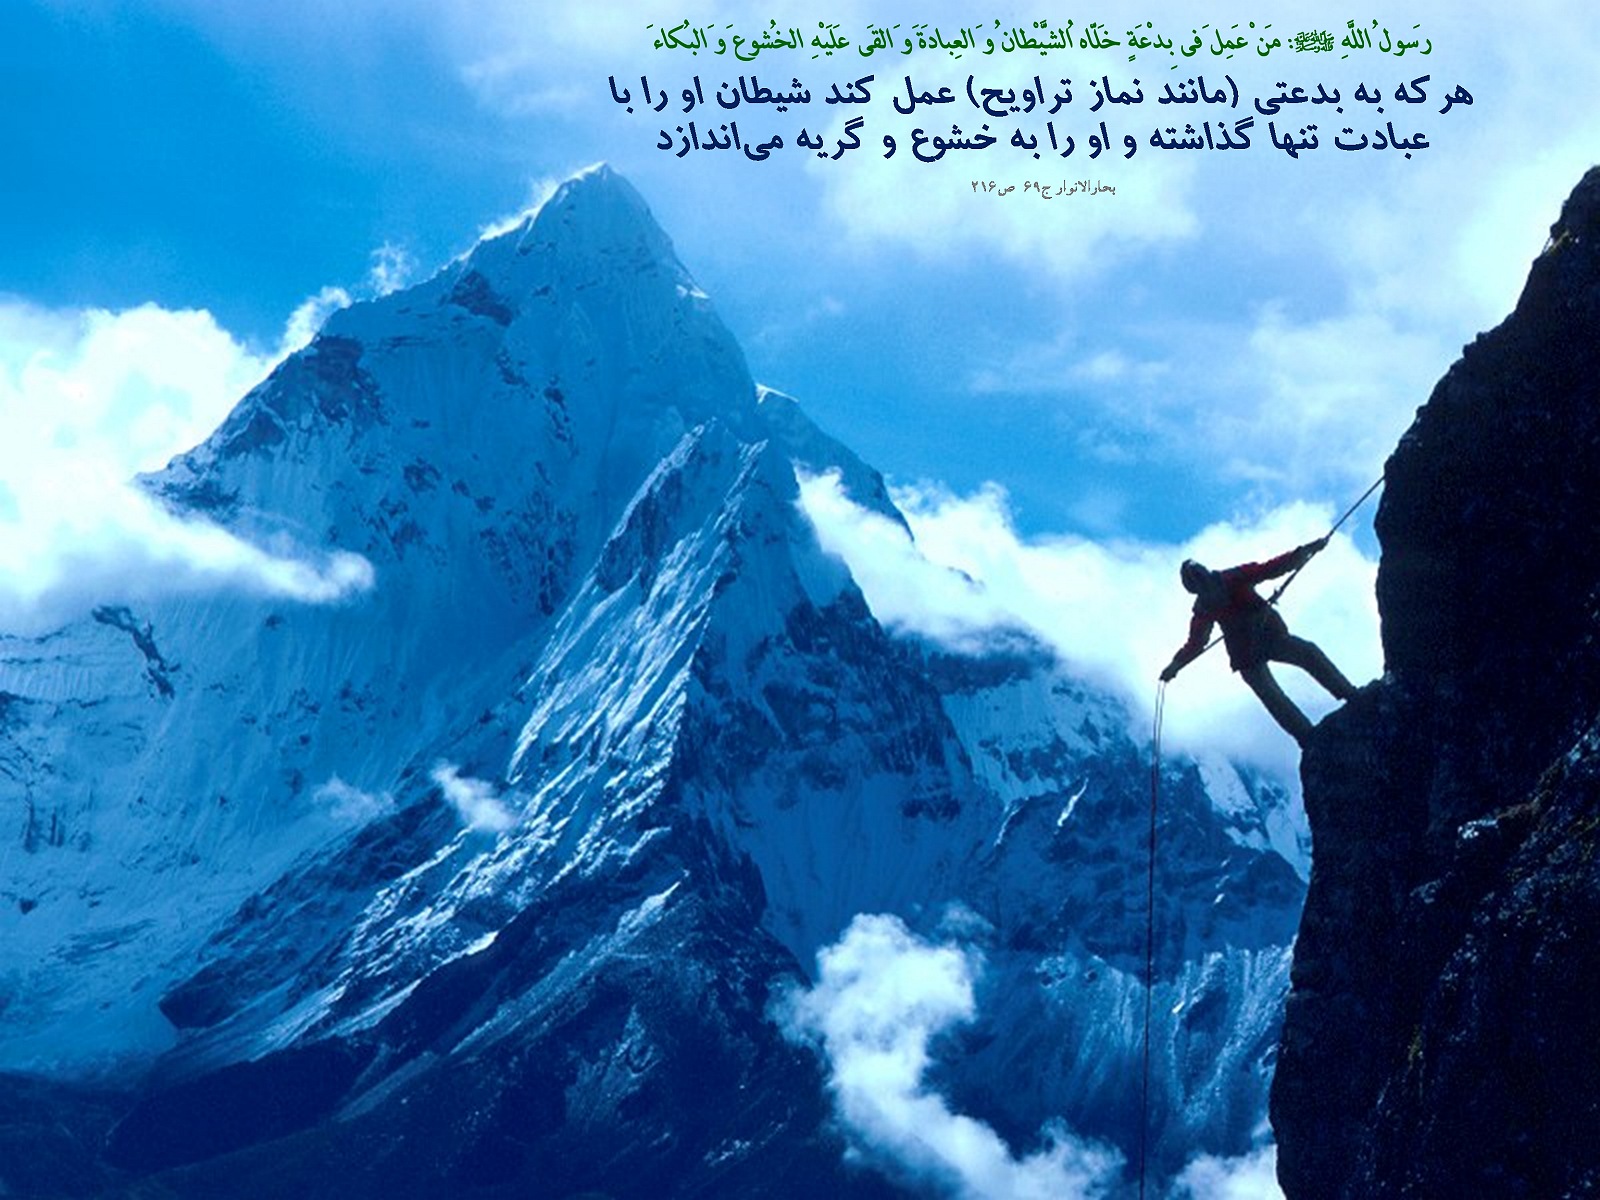 رَسولُ اللَّهِ ﷺ: مَنْ عَمِلَ فی بِدْعَةٍ خَلّاه الشَّیْطانُ وَ العِبادَةَ وَ القَی عَلَیْهِ الخُشوعَ وَ البُکاءَ
هر که به بدعتی (مانند نماز تراویح) عمل کند شیطان او را با
عبادت تنها گذاشته و او را به خشوع و گریه می‌اندازد
بحارالانوار ج۶۹ ص۲۱۶